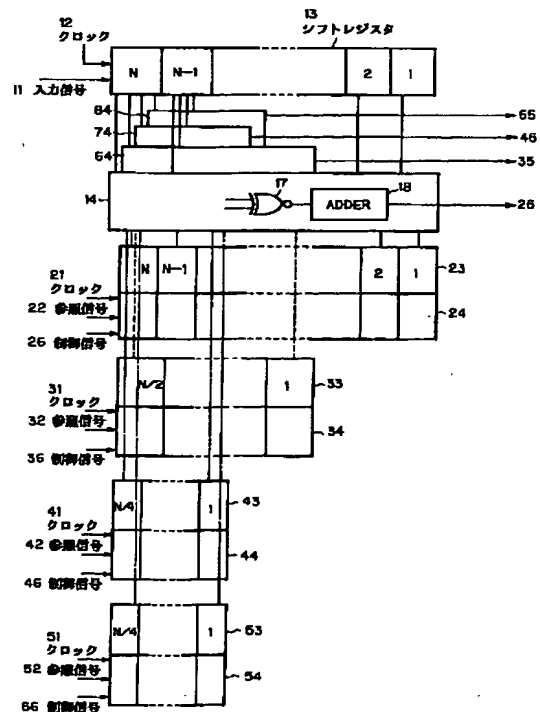 12
クロック
13
シフトレジスタ
N
N-1
2
1
11 入力信号
84
74
64
55
46
35
14
17
ADDER
18
26
21
クロック
22 参照信号
26 制御信号
N
N-1
2
1
23
24
31
クロック
32 参照信号
36 制御信号
N/2
1
33
34
41
クロック
42 参照信号
46 制御信号
N/4
1
43
44
51
クロック
52 参照信号
56 制御信号
N/4
1
53
54